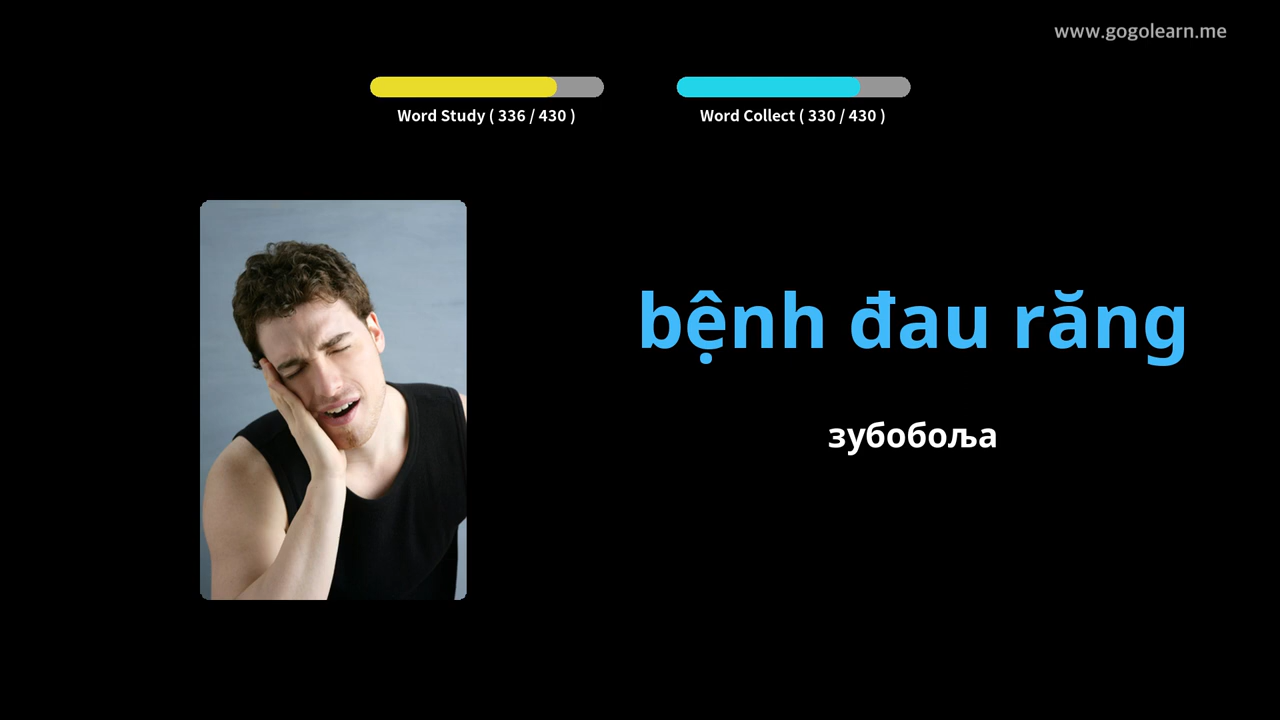 www.gogolearn.me
Word Study ( 336 / 430 )
Word Collect ( 330 / 430 )
bệnh đau răng
зубобоља